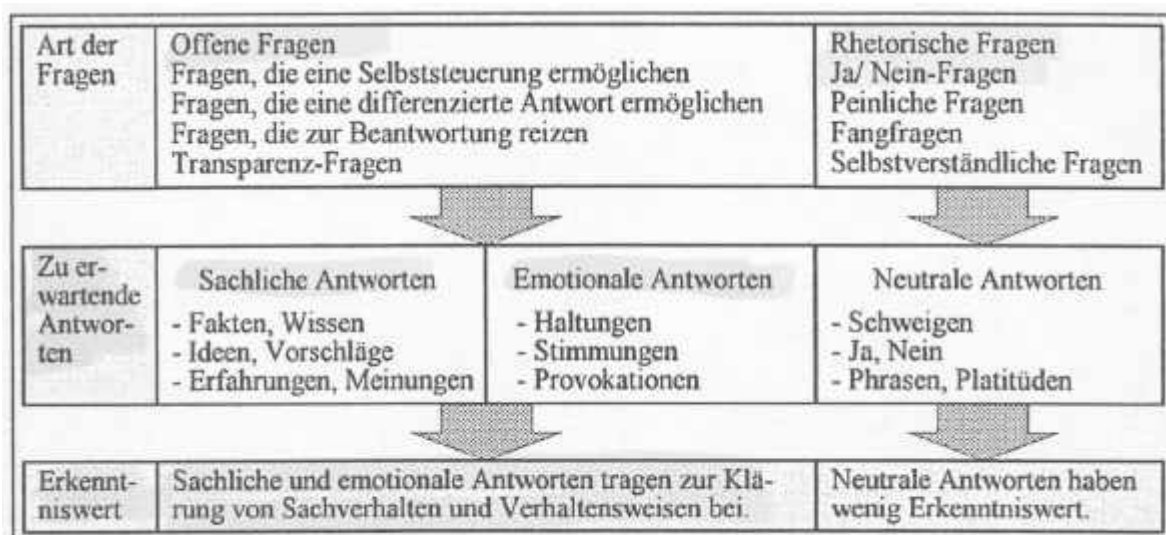 Art der
Fragen
Offene Fragen
Fragen, die eine Selbststeuerung ermöglichen
Fragen, die eine differenzierte Antwort ermöglichen
Fragen, die zur Beantwortung reizen
Transparenz-Fragen
Rhetorische Fragen
Ja/ Nein-Fragen
Peinliche Fragen
Fangfragen
Selbstverständliche Fragen
Zu er-
wartende
Antwor-
ten
Sachliche Antworten
- Fakten, Wissen
- Ideen, Vorschläge
- Erfahrungen, Meinungen
Emotionale Antworten
- Haltungen
- Stimmungen
- Provokationen
Neutrale Antworten
- Schweigen
- Ja, Nein
- Phrasen, Platitüden
Erkennt-
niswert
Sachliche und emotionale Antworten tragen zur Klä-
rung von Sachverhalten und Verhaltensweisen bei.
Neutrale Antworten haben
wenig Erkenntniswert.